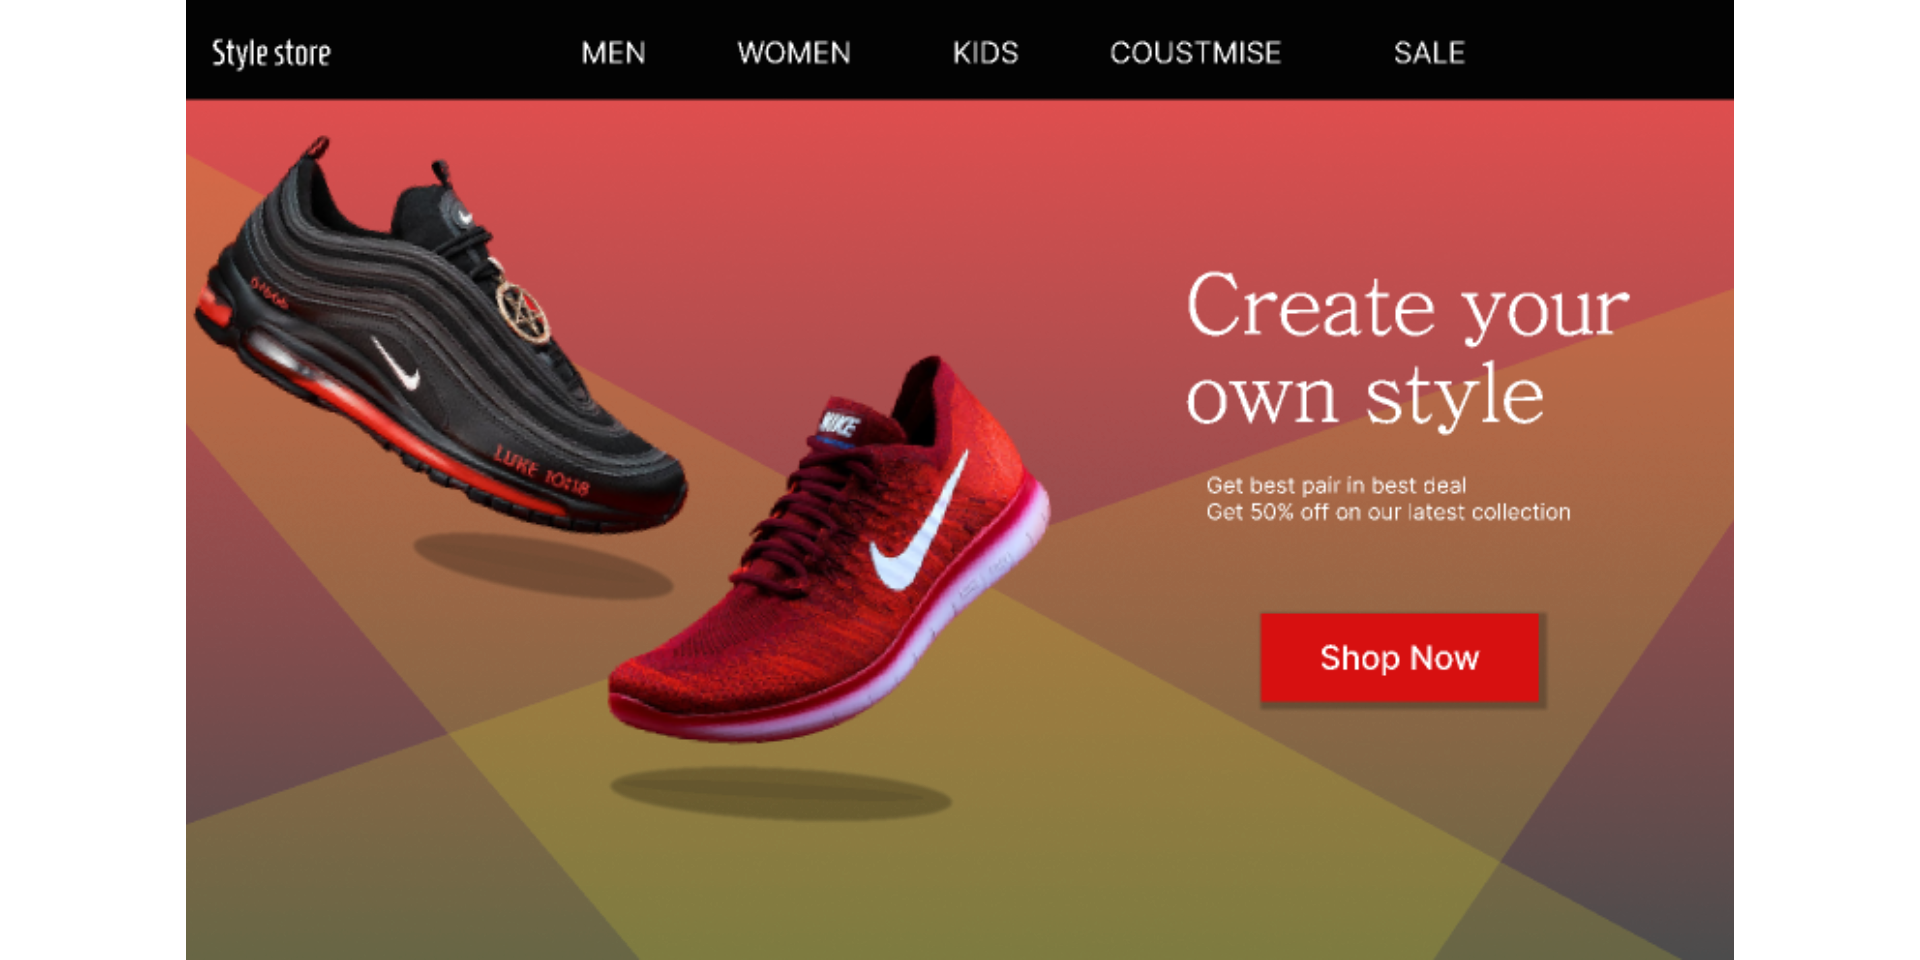 Style store
MEN
WOMEN
KIDS
COUSTMISE
SALE
LUKE 10:18
NIKE
Create your
own style
Get best pair in best deal
Get 50% off on our latest collection
Shop Now